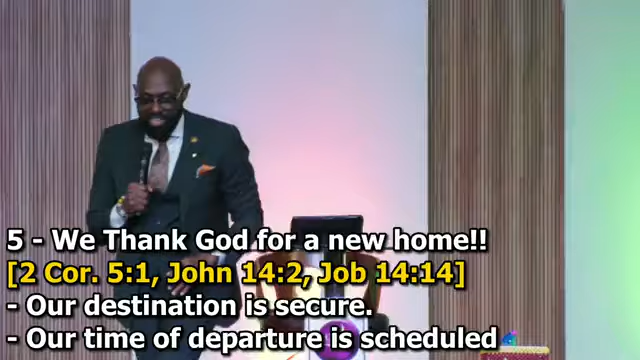 5 - We Thank God for a new home!!
[2 Cor. 5:1, John 14:2, Job 14:14]
- Our destination is secure.
- Our time of departure is scheduled